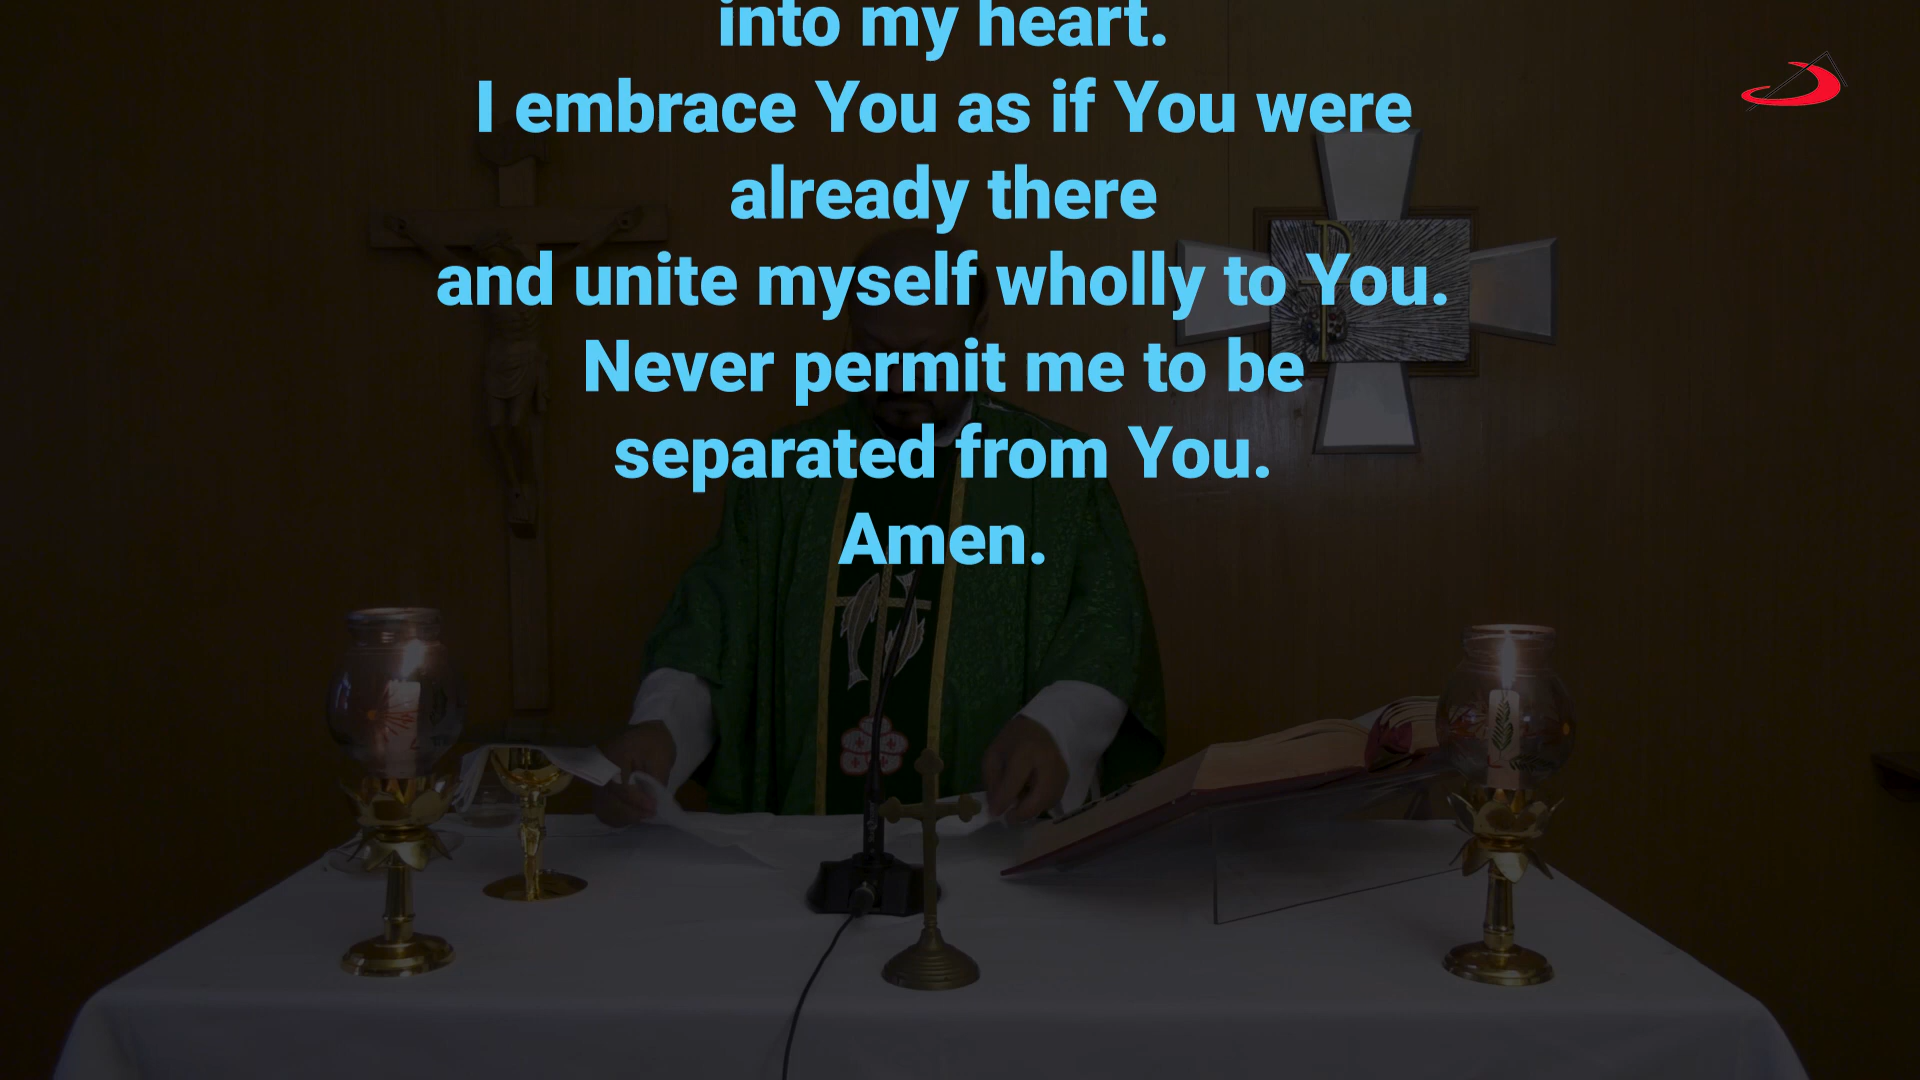 into my heart.
I embrace You as if You were
already there
and unite myself wholly to You.
Never permit me to be
separated from You.
Amen.